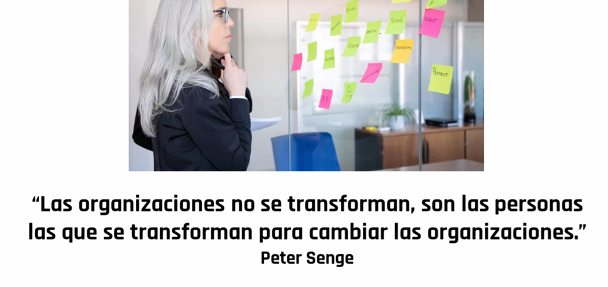 “Las organizaciones no se transforman, son las personas
las que se transforman para cambiar las organizaciones.”
Peter Senge